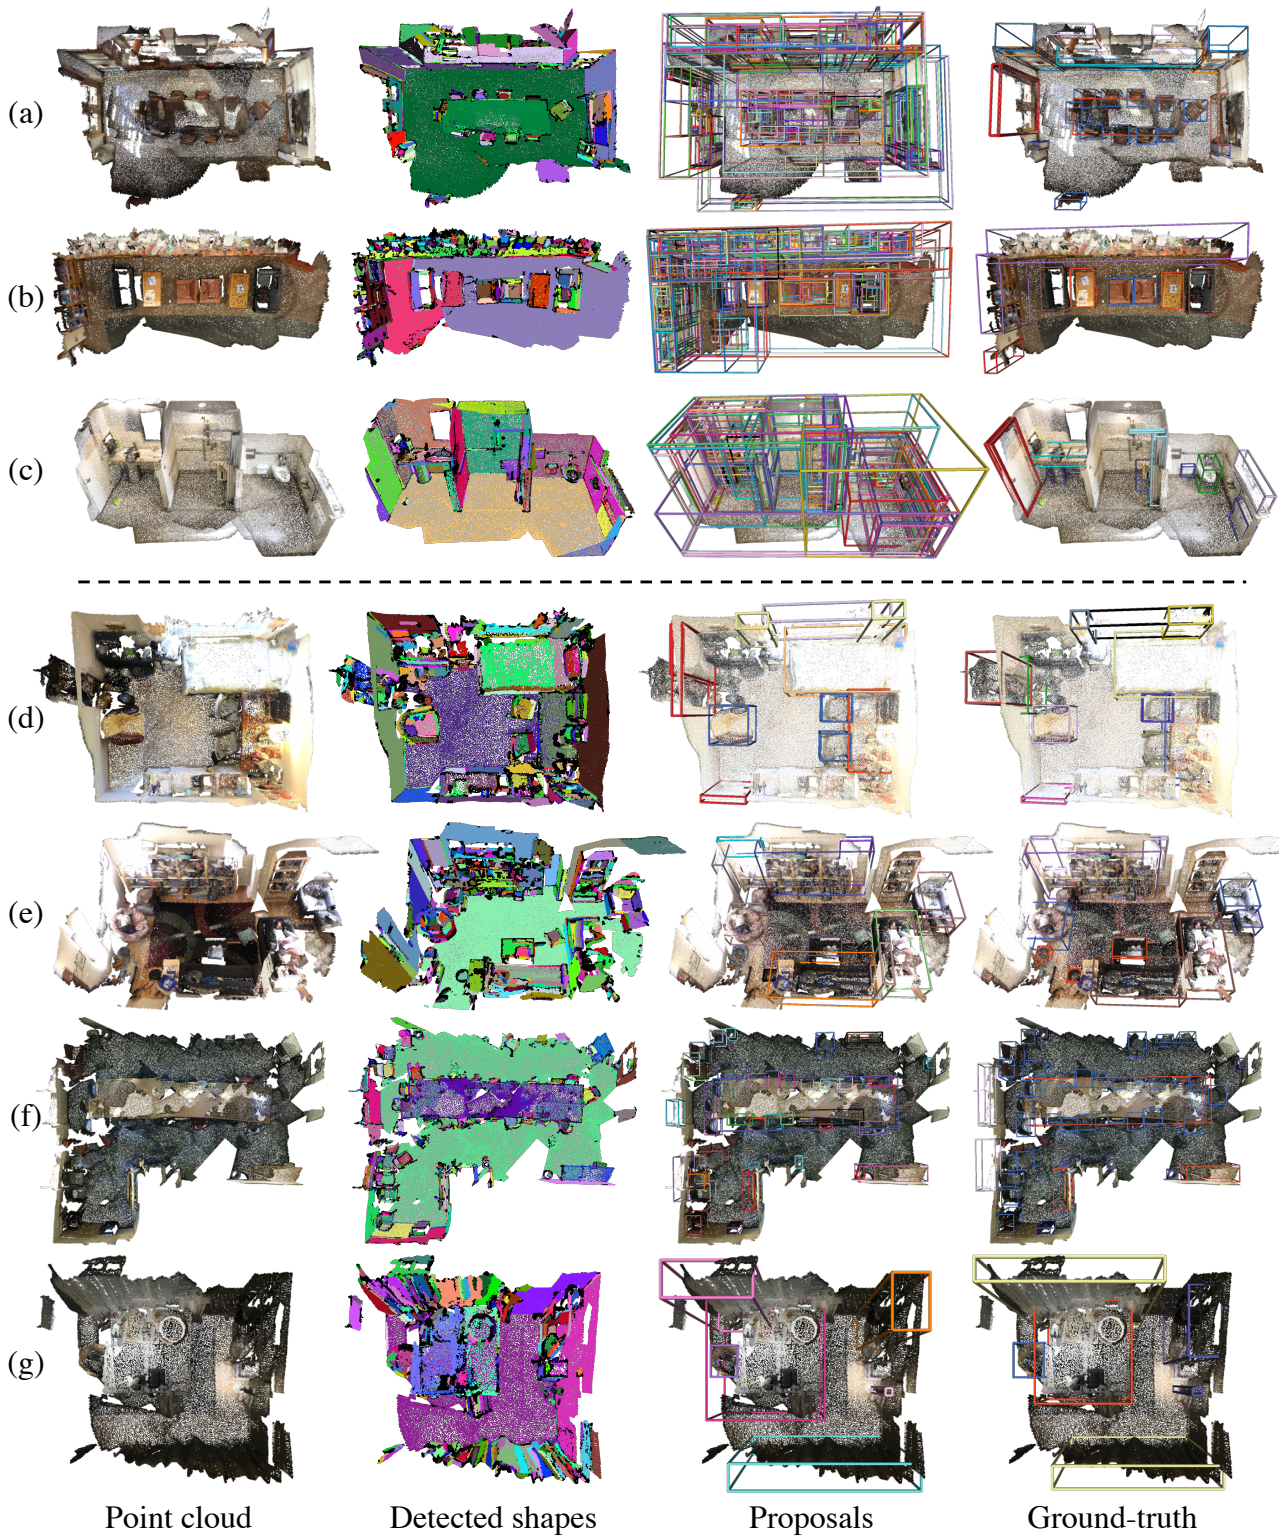 (a)
(b)
(c)
(d)
(e)
(f)
(g)
Point cloud Detected shapes Proposals Ground-truth